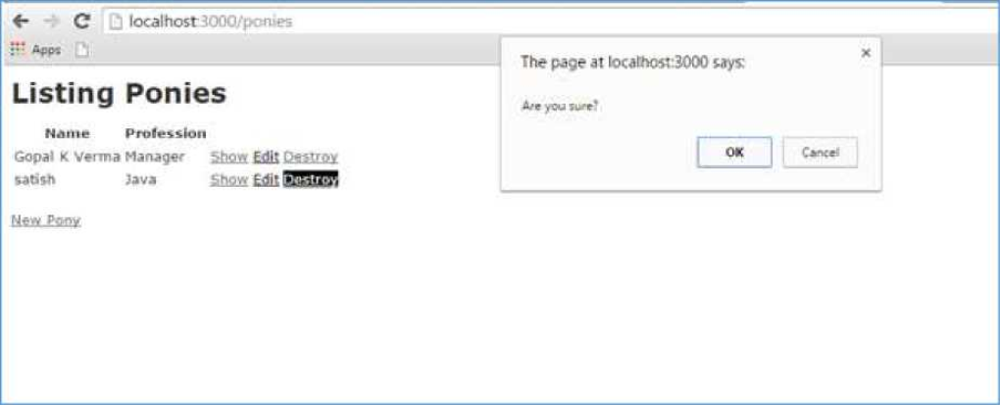 localhost:3000/ponies
Apps
The page at localhost:3000 says:
Are you sure?
OK Cancel
Listing Ponies
Name Profession
Gopal K Verma Manager Show Edit Destroy
satish Java Show Edit Destroy
New Pony